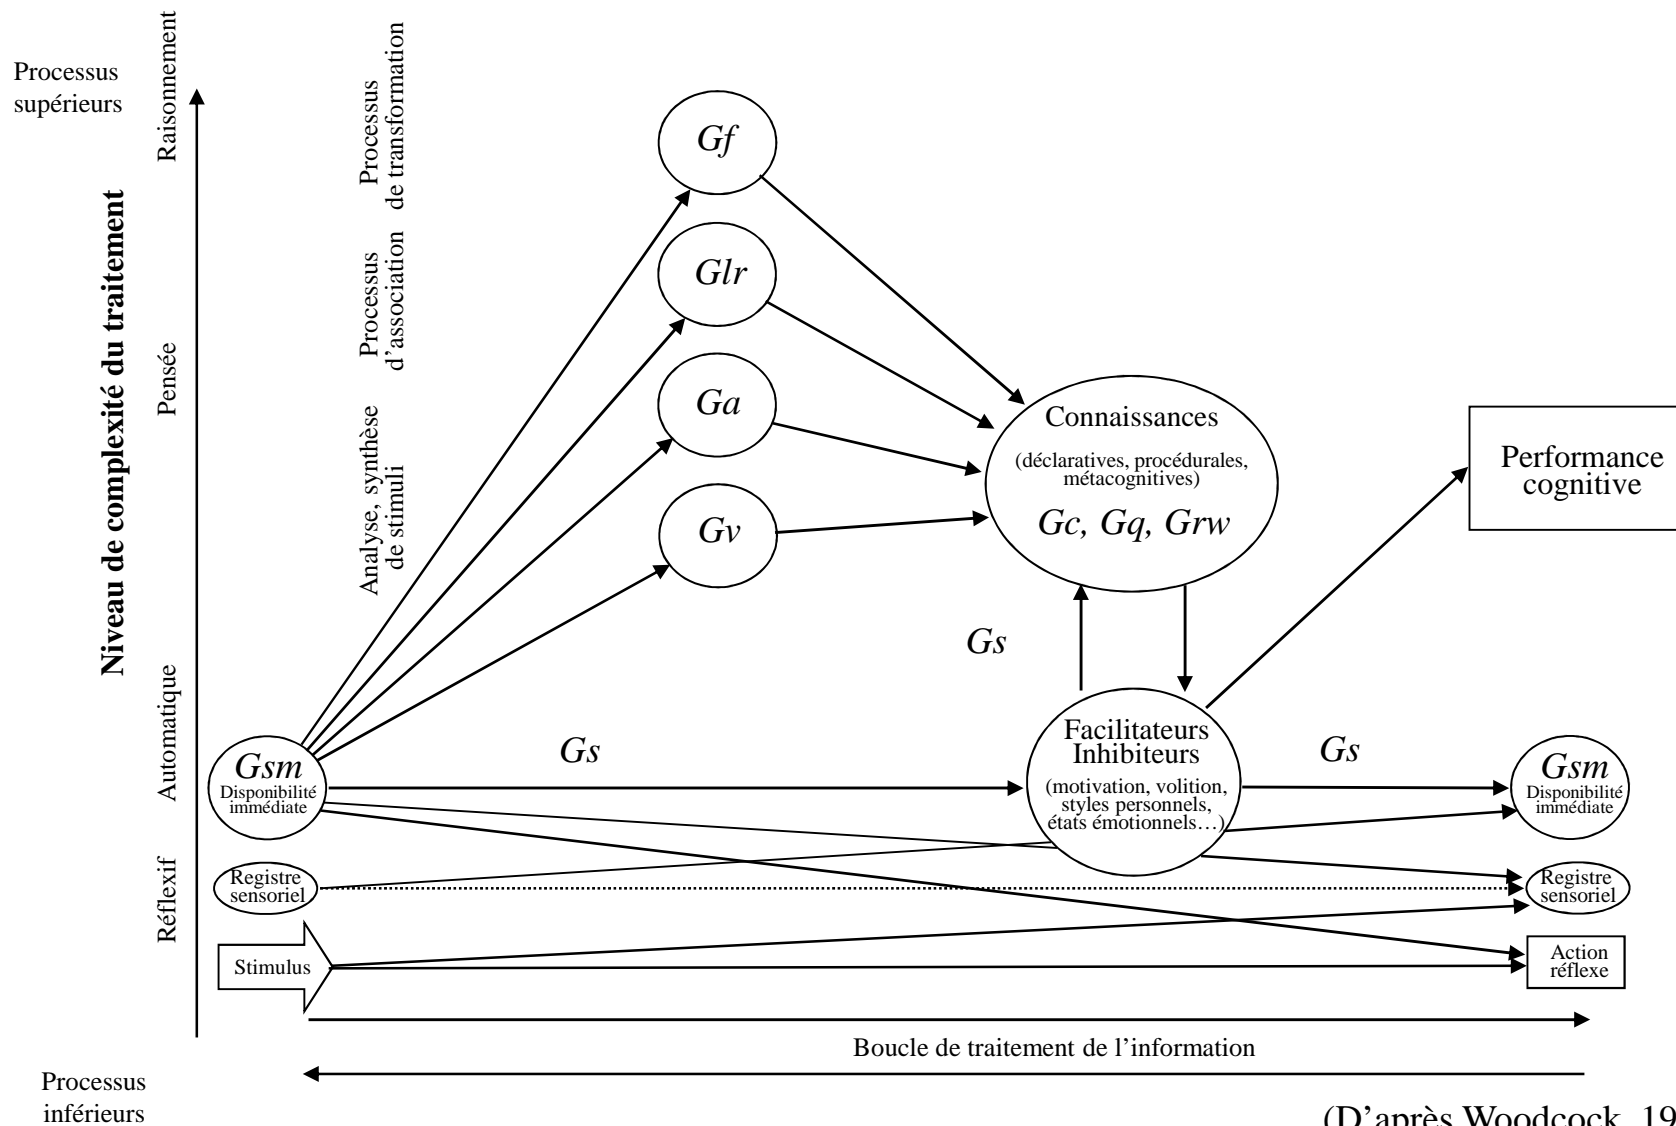 Processus
supérieurs
Raisonnement
Pensée
Automatique
Réflexif
Niveau de complexité du traitement
Processus
de transformation
Processus
d’association
Analyse, synthèse
de stimuli
Gf
Glr
Ga
Gv
Connaissances
(déclaratives, procédurales,
métacognitives)
Gc, Gq, Grw
Performance
cognitive
Gs
Gsm
Disponibilité
immédiate
Gs
Facilitateurs
Inhibiteurs
(motivation, volition,
styles personnels,
états émotionnels…)
Gs
Gsm
Disponibilité
immédiate
Registre
sensoriel
Registre
sensoriel
Stimulus
Action
réflexe
Boucle de traitement de l’information
Processus
inférieurs
(D’après Woodcock, 19